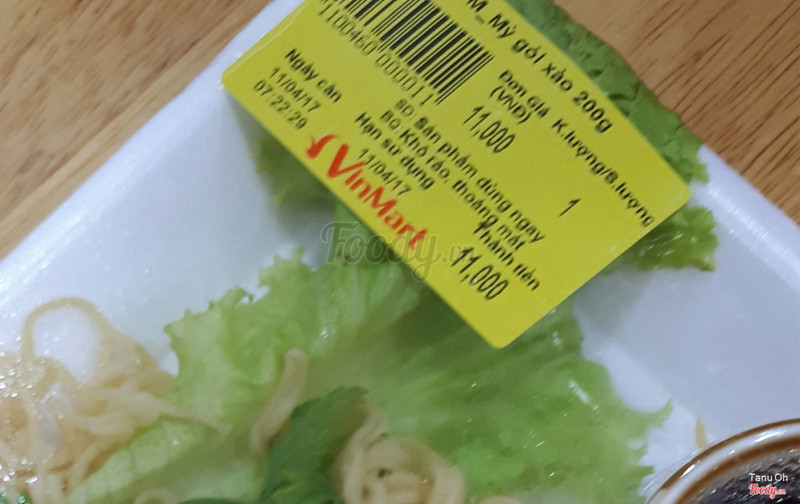 M_Mỳ gói xào 200g
1100460 000011
Đơn Giá K.lượng/S.lượng
(VNĐ)
11,000 1
Ngày cân
11/04/17
07:22:29
SD: Sản phẩm dùng ngay
BQ Khô ráo, thoáng mát
Hạn sử dụng
11/04/17
Thành tiền
11,000
VinMart
Foody.vn
Tanu Oh
Foody.vn